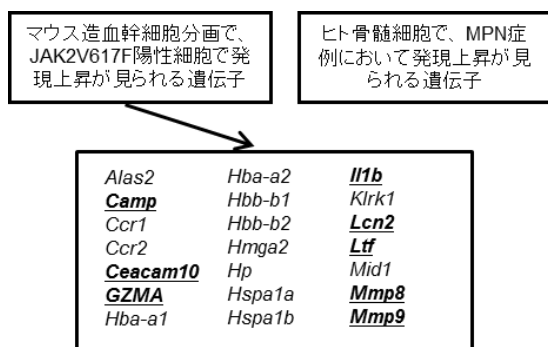 マウス造血幹細胞分画で、
JAK2V617F陽性細胞で発
現上昇が見られる遺伝子
ヒト骨髄細胞で、MPN症
例において発現上昇が見
られる遺伝子
Alas2 Hba-a2 Il1b
Camp Hbb-b1 Klrk1
Ccr1 Hbb-b2 Lcn2
Ccr2 Hmga2 Ltf
Ceacam10 Hp Mid1
GZMA Hspa1a Mmp8
Hba-a1 Hspa1b Mmp9